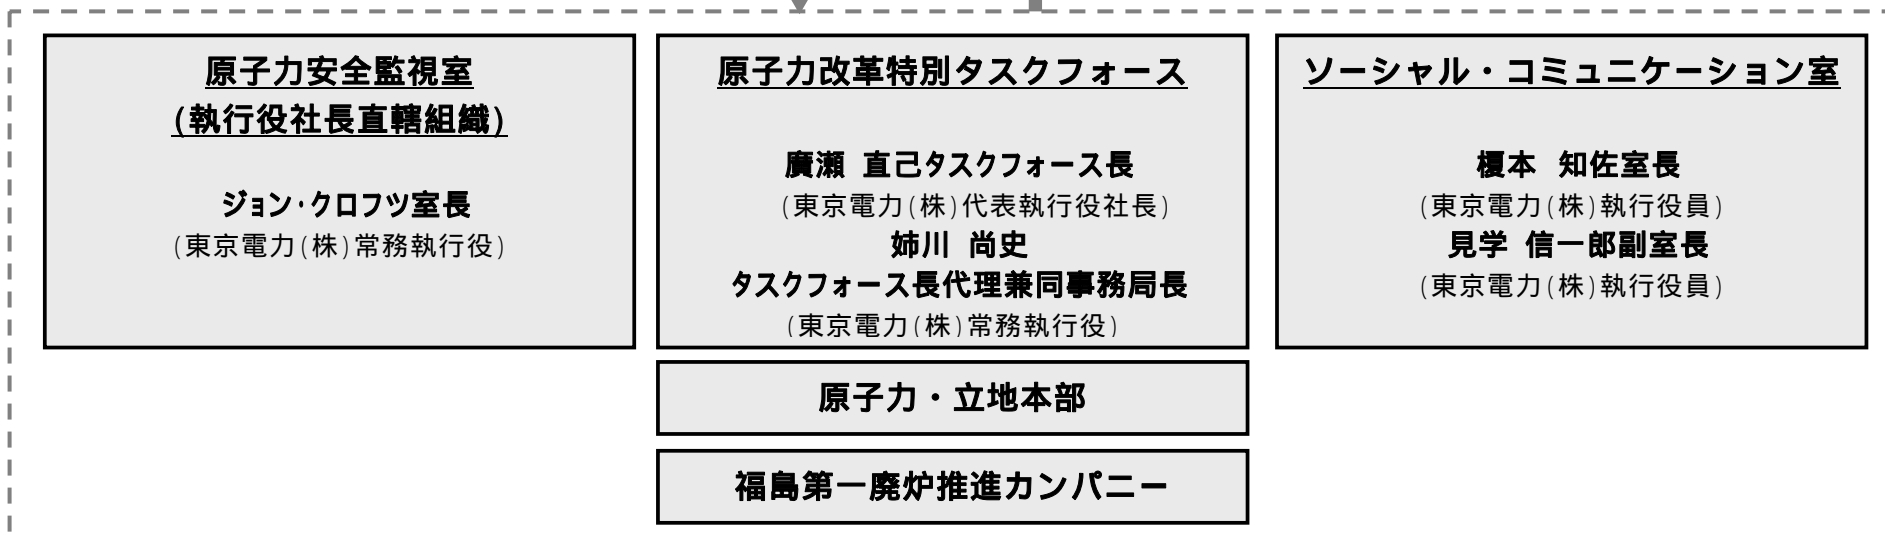 原子力安全監視室
(執行役社長直轄組織)
ジョン･クロフツ室長
(東京電力(株)常務執行役)
原子力改革特別タスクフォース
廣瀬 直己タスクフォース長
(東京電力(株)代表執行役社長)
姉川 尚史
タスクフォース長代理兼同事務局長
(東京電力(株)常務執行役)
ソーシャル・コミュニケーション室
榎本 知佐室長
(東京電力(株)執行役員)
見学 信一郎副室長
(東京電力(株)執行役員)
原子力・立地本部
福島第一廃炉推進カンパニー